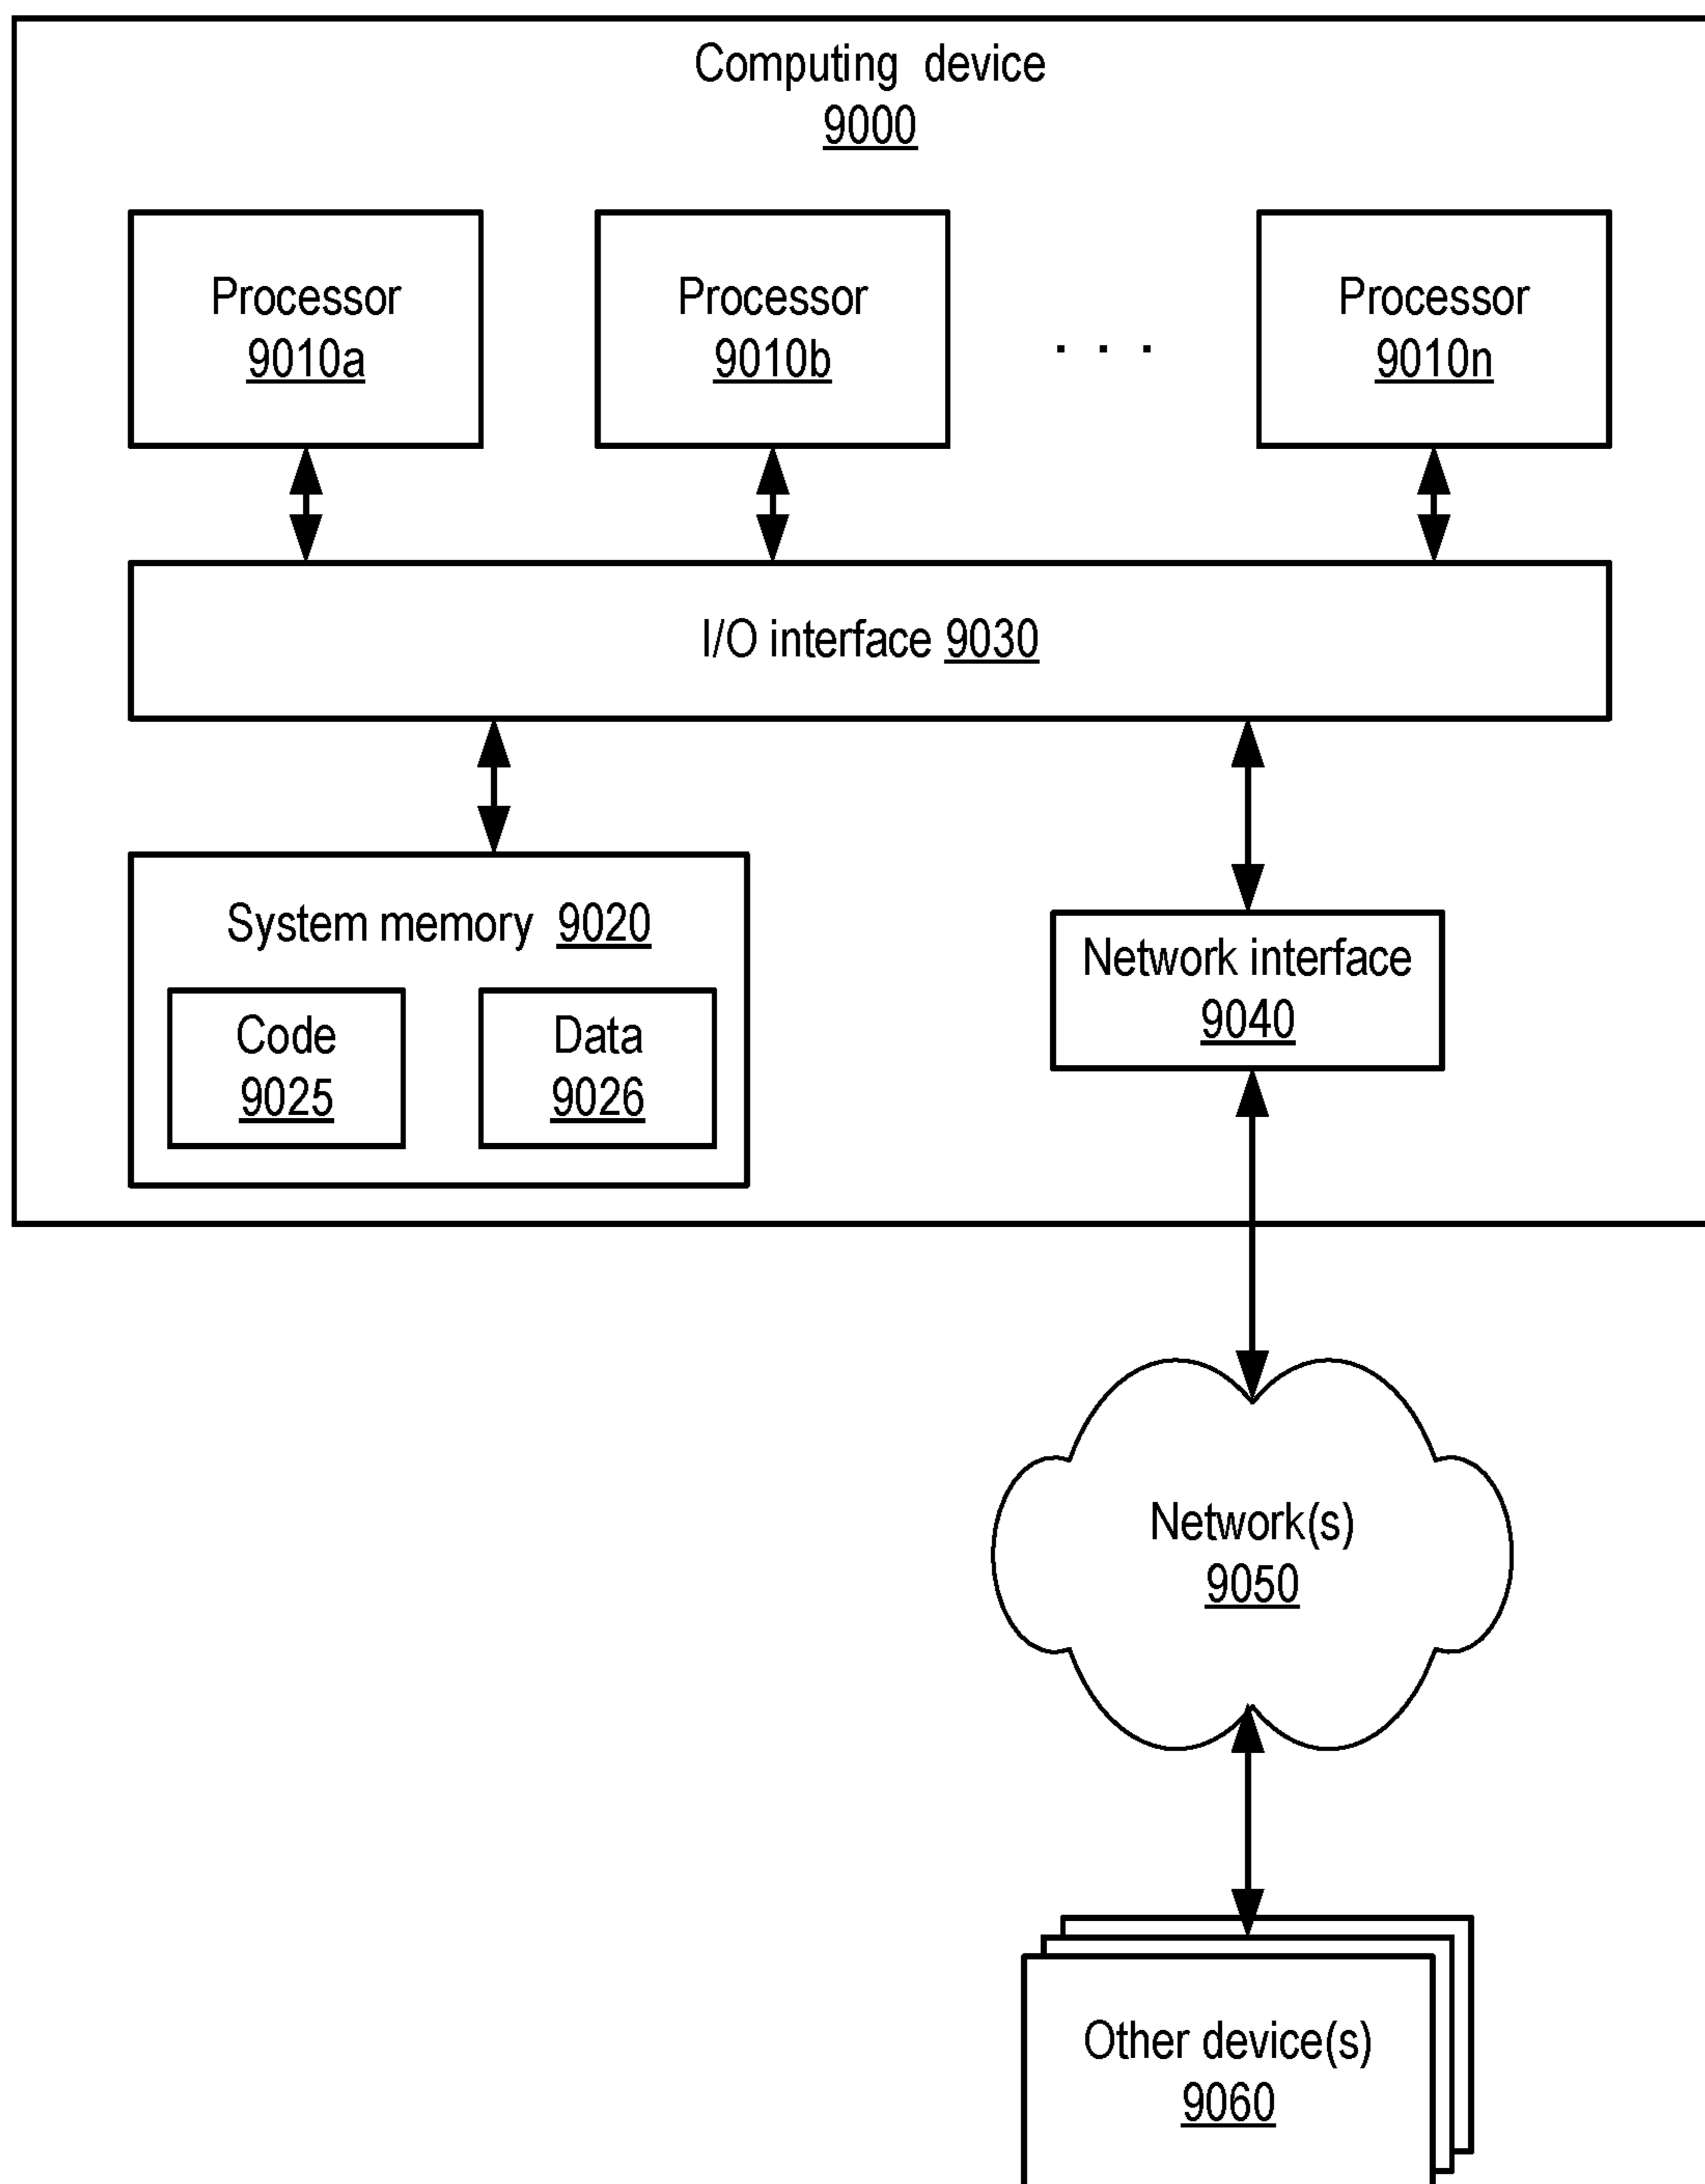 Computing device
9000
Processor
9010a
Processor
9010b
. . .
Processor
9010n
I/O interface 9030
System memory 9020
Code
9025
Data
9026
Network interface
9040
Network(s)
9050
Other device(s)
9060